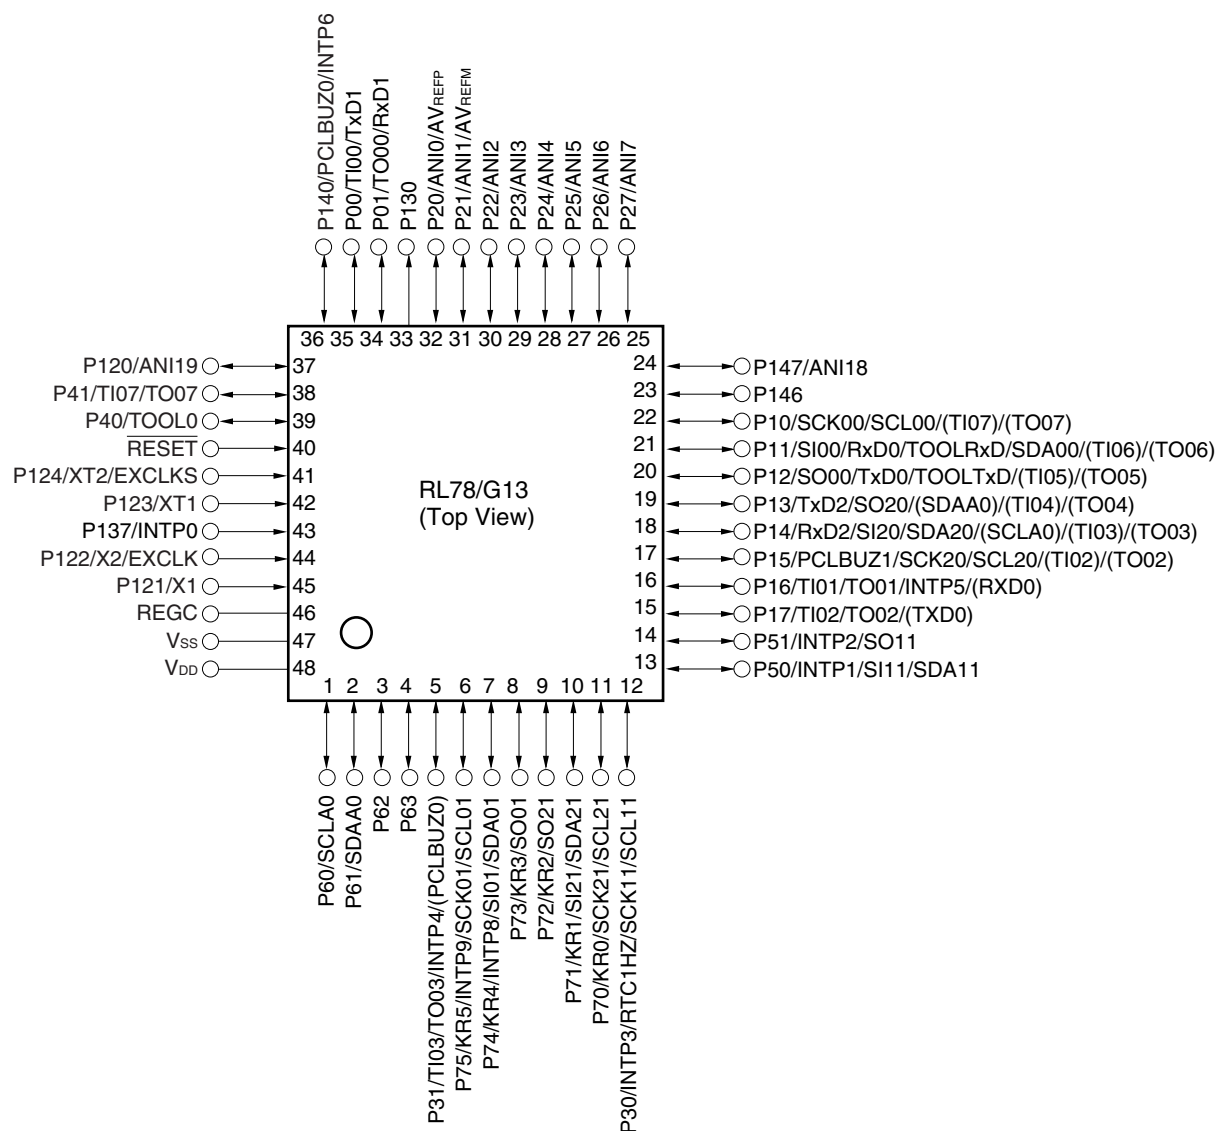 P140/PCLBUZ0/INTP6
P00/TI00/TxD1
P01/TO00/RxD1
P130
P20/ANI0/AVREFP
P21/ANI1/AVREFM
P22/ANI2
P23/ANI3
P24/ANI4
P25/ANI5
P26/ANI6
P27/ANI7
36 35 34 33 32 31 30 29 28 27 26 25
P120/ANI19 37
P41/TI07/TO07 38
P40/TOOL0 39
RESET 40
P124/XT2/EXCLKS 41
P123/XT1 42
P137/INTP0 43
P122/X2/EXCLK 44
P121/X1 45
REGC 46
VSS 47
VDD 48
RL78/G13
(Top View)
24 P147/ANI18
23 P146
22 P10/SCK00/SCL00/(TI07)/(TO07)
21 P11/SI00/RxD0/TOOLRxD/SDA00/(TI06)/(TO06)
20 P12/SO00/TxD0/TOOLTxD/(TI05)/(TO05)
19 P13/TxD2/SO20/(SDAA0)/(TI04)/(TO04)
18 P14/RxD2/SI20/SDA20/(SCLA0)/(TI03)/(TO03)
17 P15/PCLBUZ1/SCK20/SCL20/(TI02)/(TO02)
16 P16/TI01/TO01/INTP5/(RXD0)
15 P17/TI02/TO02/(TXD0)
14 P51/INTP2/SO11
13 P50/INTP1/SI11/SDA11
1 2 3 4 5 6 7 8 9 10 11 12
P60/SCLA0
P61/SDAA0
P62
P63
P31/TI03/TO03/INTP4/(PCLBUZ0)
P75/KR5/INTP9/SCK01/SCL01
P74/KR4/INTP8/SI01/SDA01
P73/KR3/SO01
P72/KR2/SO21
P71/KR1/SI21/SDA21
P70/KR0/SCK21/SCL21
P30/INTP3/RTC1HZ/SCK11/SCL11